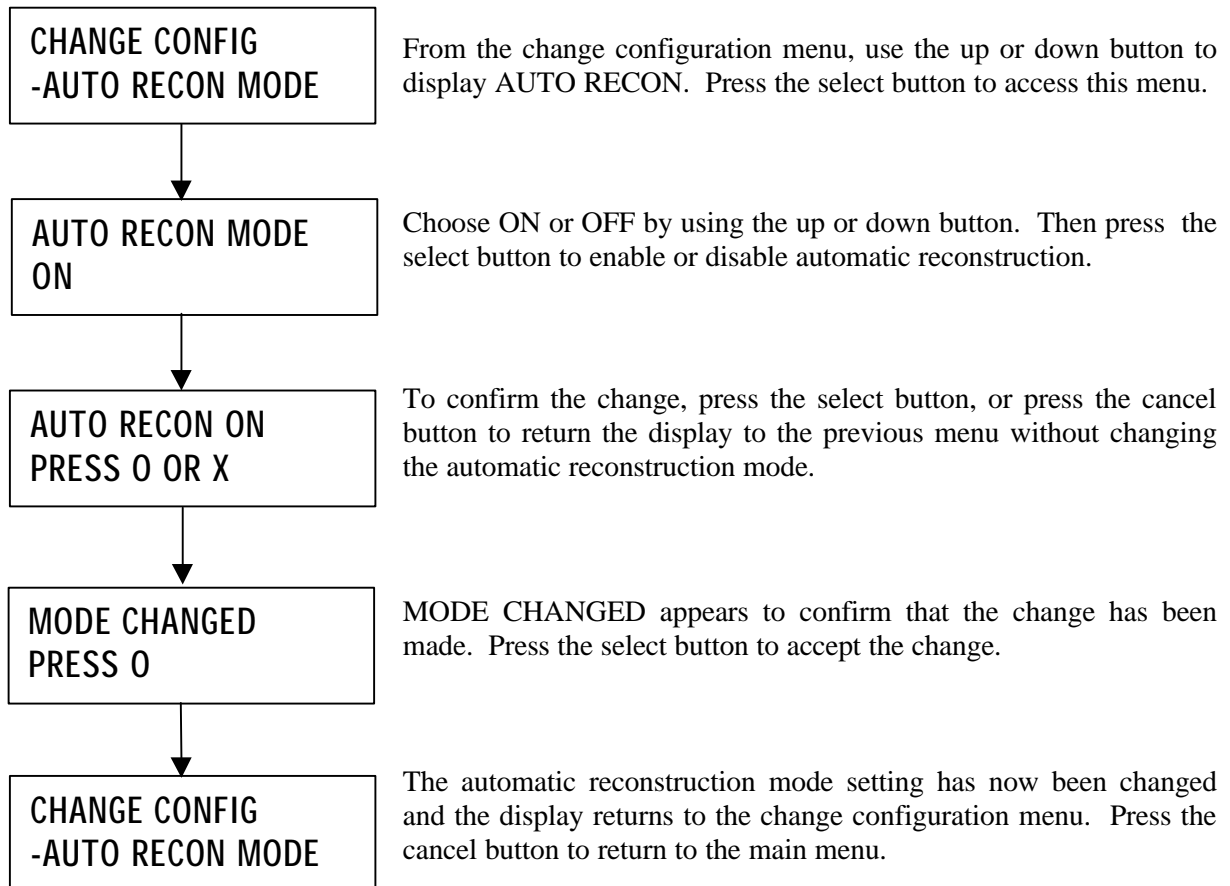 CHANGE CONFIG
-AUTO RECON MODE
From the change configuration menu, use the up or down button to
display AUTO RECON. Press the select button to access this menu.
AUTO RECON MODE
ON
Choose ON or OFF by using the up or down button. Then press the
select button to enable or disable automatic reconstruction.
AUTO RECON ON
PRESS O OR X
To confirm the change, press the select button, or press the cancel
button to return the display to the previous menu without changing
the automatic reconstruction mode.
MODE CHANGED
PRESS O
MODE CHANGED appears to confirm that the change has been
made. Press the select button to accept the change.
CHANGE CONFIG
-AUTO RECON MODE
The automatic reconstruction mode setting has now been changed
and the display returns to the change configuration menu. Press the
cancel button to return to the main menu.